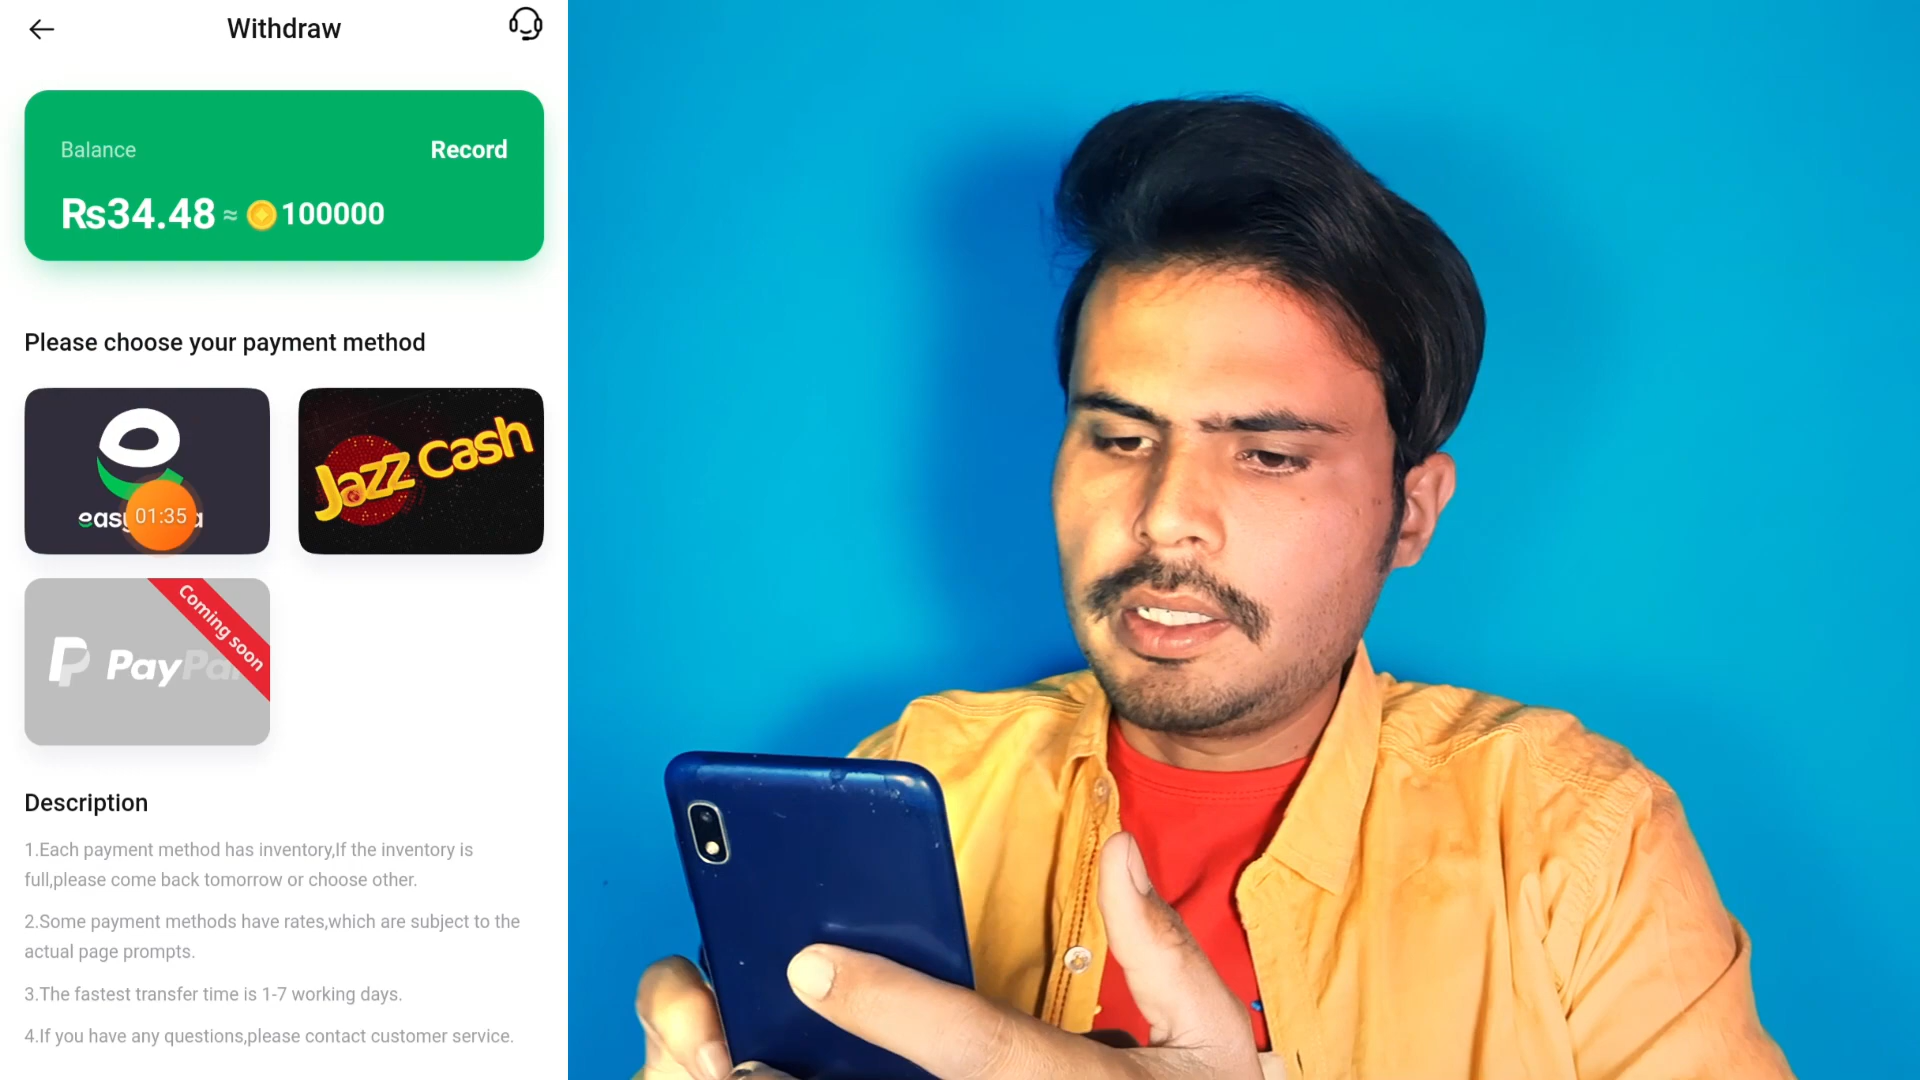 Withdraw
Balance
Record
Rs34.48 ≈ 100000
Please choose your payment method
01:35
Jazz Cash
Coming soon
PayPal
Description
1.Each payment method has inventory,If the inventory is
full,please come back tomorrow or choose other.
2.Some payment methods have rates,which are subject to the
actual page prompts.
3.The fastest transfer time is 1-7 working days.
4.If you have any questions,please contact customer service.